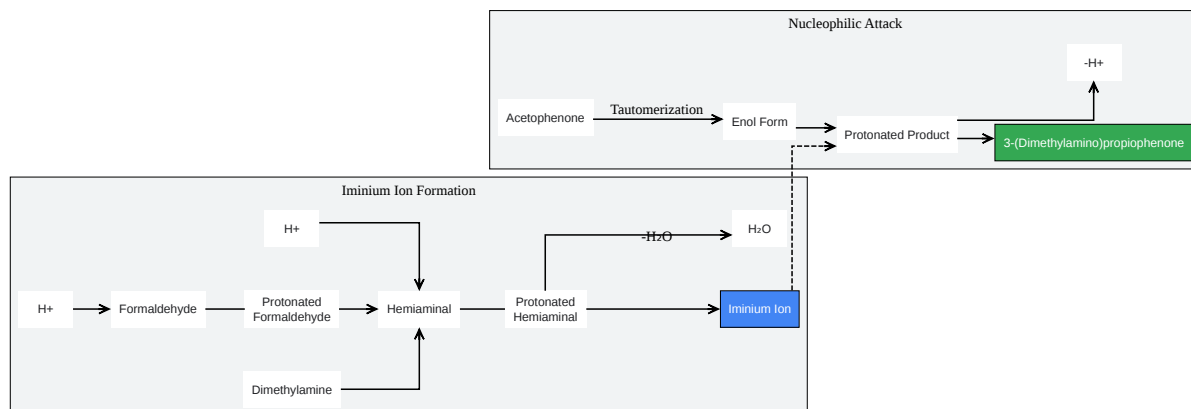 Nucleophilic Attack
-H+
Acetophenone
Tautomerization
Enol Form
Protonated Product
3-(Dimethylamino)propiophenone
Iminium Ion Formation
H+
-H₂O
H₂O
H+
Formaldehyde
Protonated
Formaldehyde
Hemiaminal
Protonated
Hemiaminal
Iminium Ion
Dimethylamine